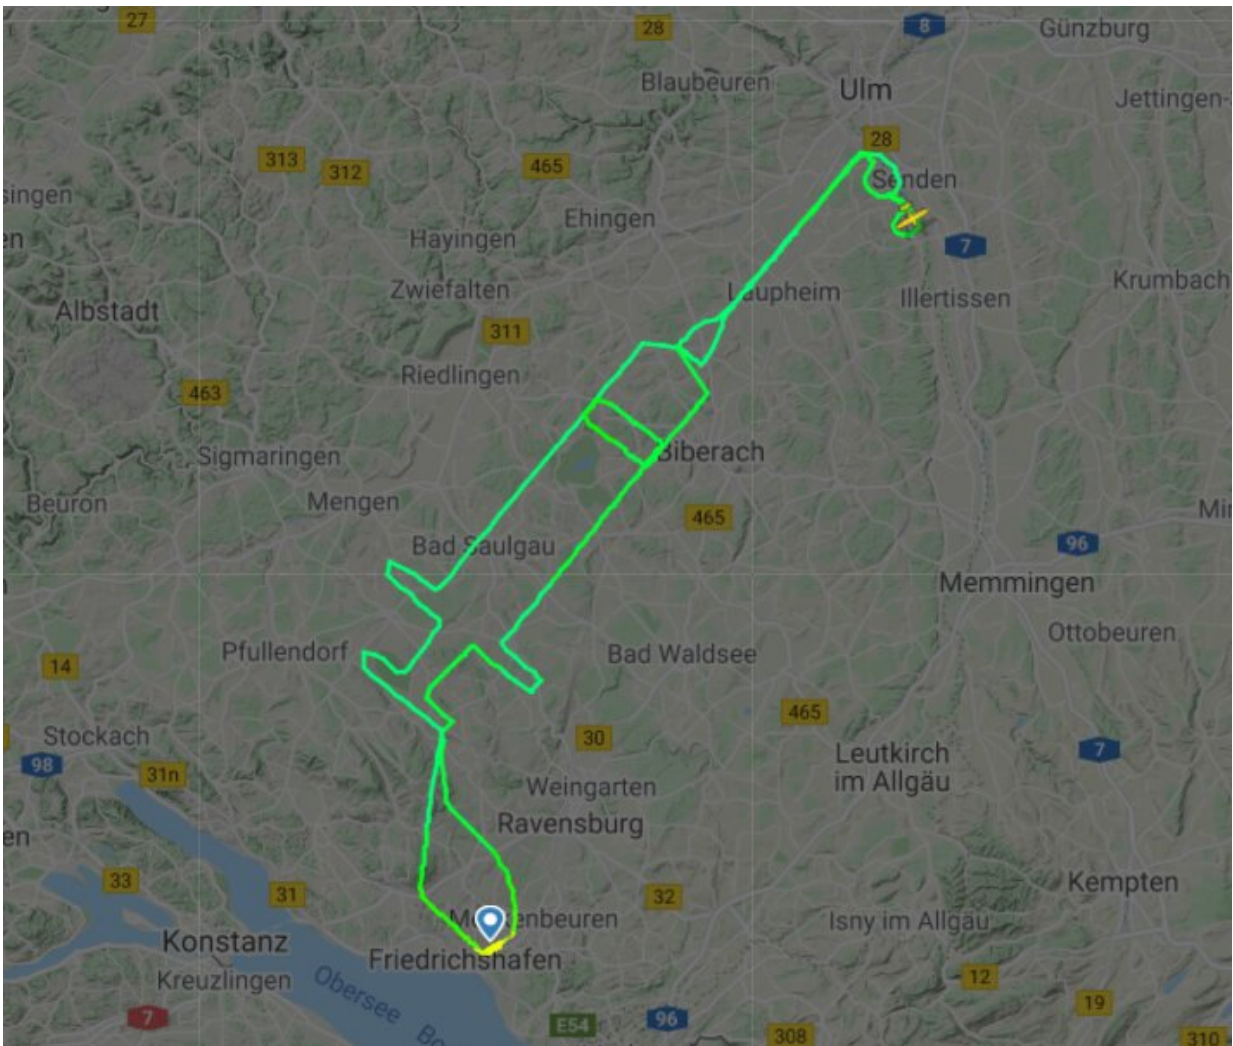 27
28
8
Günzburg
Blaubeuren
Ulm
Jettingen-
28
313
312
465
singen
Senden
Ehingen
en
Hayingen
7
Krumbach
Zwiefalten
Laupheim
Illertissen
Albstadt
311
Riedlingen
463
Biberach
Sigmaringen
Beuron
Mengen
465
Bad Saulgau
96
Memmingen
Ottobeuren
Pfullendorf
Bad Waldsee
14
465
Stockach
30
7
98
31n
Leutkirch
im Allgäu
Weingarten
Ravensburg
en
33
31
32
Kempten
Meckenbeuren
Isny im Allgäu
Konstanz
Friedrichshafen
Kreuzlingen
Obersee
12
7
E54
96
19
308
310